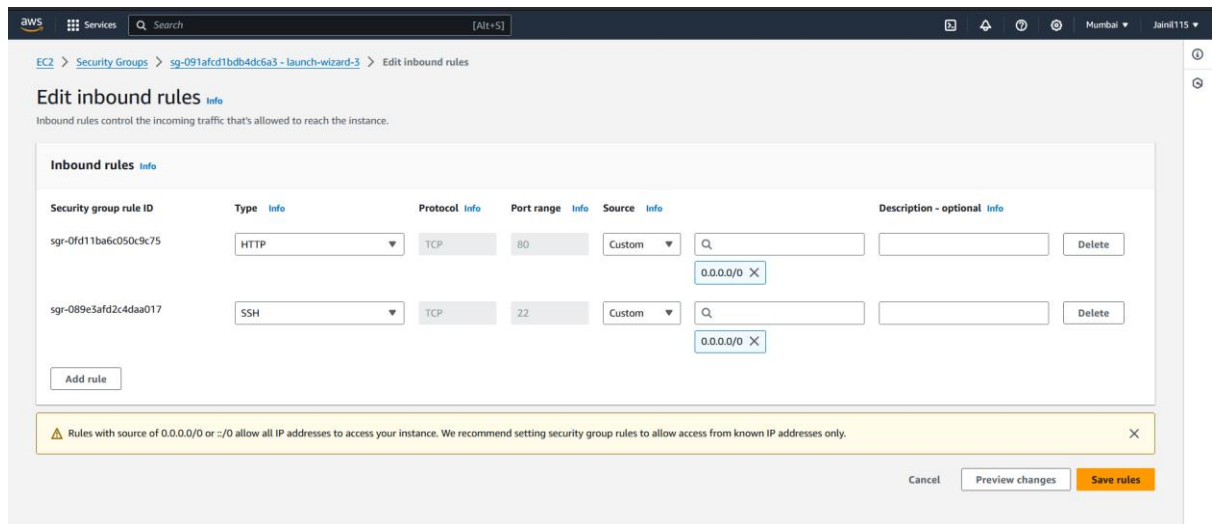 aws Services Search [Alt+S] Mumbai Jainil115
EC2 > Security Groups > sg-091afcd1bdb4dc6a3 - launch-wizard-3 > Edit inbound rules
Edit inbound rules Info
Inbound rules control the incoming traffic that's allowed to reach the instance.
Inbound rules Info
Security group rule ID Type Info Protocol Info Port range Info Source Info Description - optional Info
sgr-0fd11ba6c050c9c75 HTTP TCP 80 Custom Delete
0.0.0.0/0
sgr-089e3afd2c4daa017 SSH TCP 22 Custom Delete
0.0.0.0/0
Add rule
Rules with source of 0.0.0.0/0 or ::/0 allow all IP addresses to access your instance. We recommend setting security group rules to allow access from known IP addresses only.
Cancel Preview changes Save rules